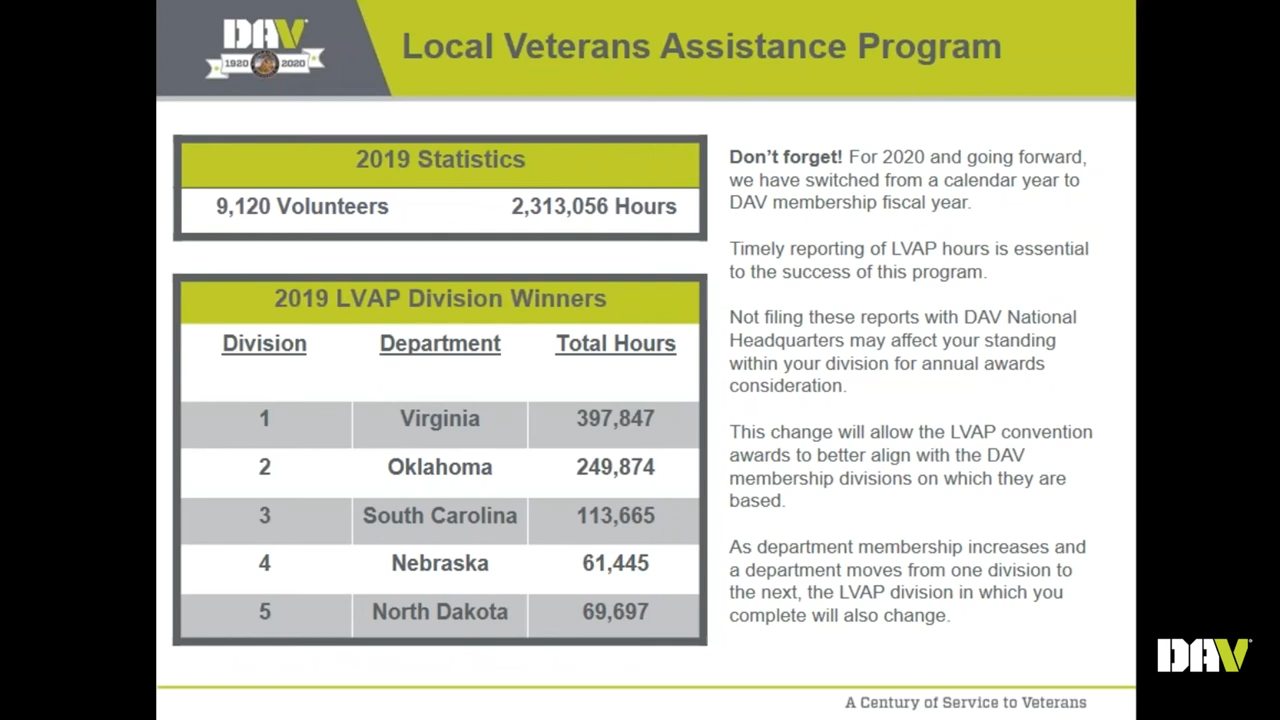 DAV
1920 2020
Local Veterans Assistance Program
2019 Statistics
9,120 Volunteers 2,313,056 Hours
2019 LVAP Division Winners
Division Department Total Hours
1 Virginia 397,847
2 Oklahoma 249,874
3 South Carolina 113,665
4 Nebraska 61,445
5 North Dakota 69,697
Don't forget! For 2020 and going forward,
we have switched from a calendar year to
DAV membership fiscal year.
Timely reporting of LVAP hours is essential
to the success of this program.
Not filing these reports with DAV National
Headquarters may affect your standing
within your division for annual awards
consideration.
This change will allow the LVAP convention
awards to better align with the DAV
membership divisions on which they are
based.
As department membership increases and
a department moves from one division to
the next, the LVAP division in which you
complete will also change.
DAV
A Century of Service to Veterans